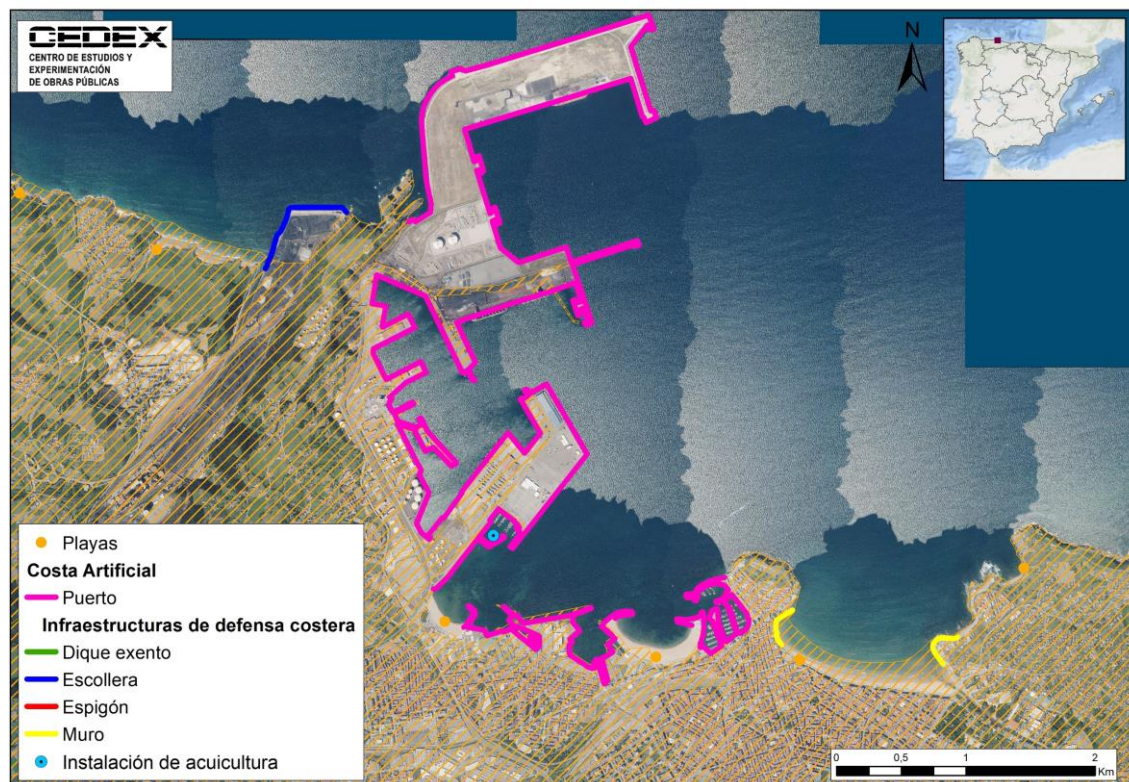 CEDEX
CENTRO DE ESTUDIOS Y
EXPERIMENTACIÓN
DE OBRAS PÚBLICAS
N
Playas
Costa Artificial
Puerto
Infraestructuras de defensa costera
Dique exento
Escollera
Espigón
Muro
Instalación de acuicultura
0 0,5 1 2
Km